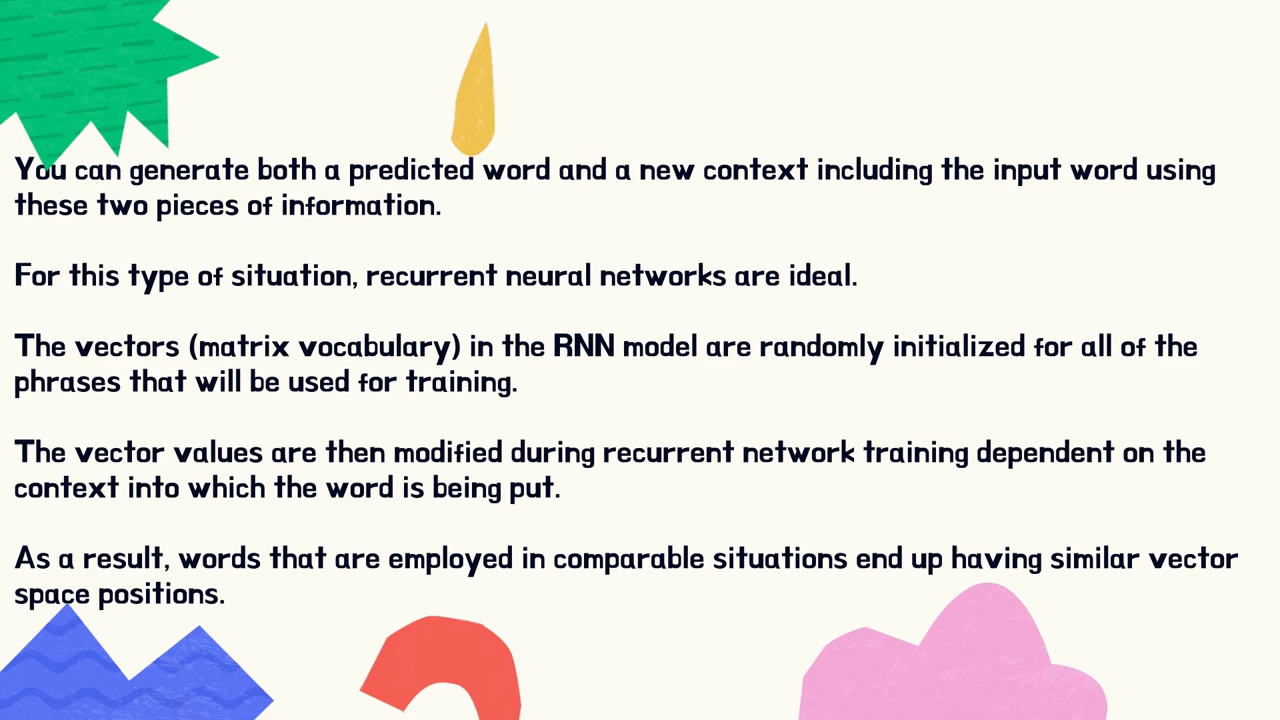 You can generate both a predicted word and a new context including the input word using
these two pieces of information.
For this type of situation, recurrent neural networks are ideal.
The vectors (matrix vocabulary) in the RNN model are randomly initialized for all of the
phrases that will be used for training.
The vector values are then modified during recurrent network training dependent on the
context into which the word is being put.
As a result, words that are employed in comparable situations end up having similar vector
space positions.